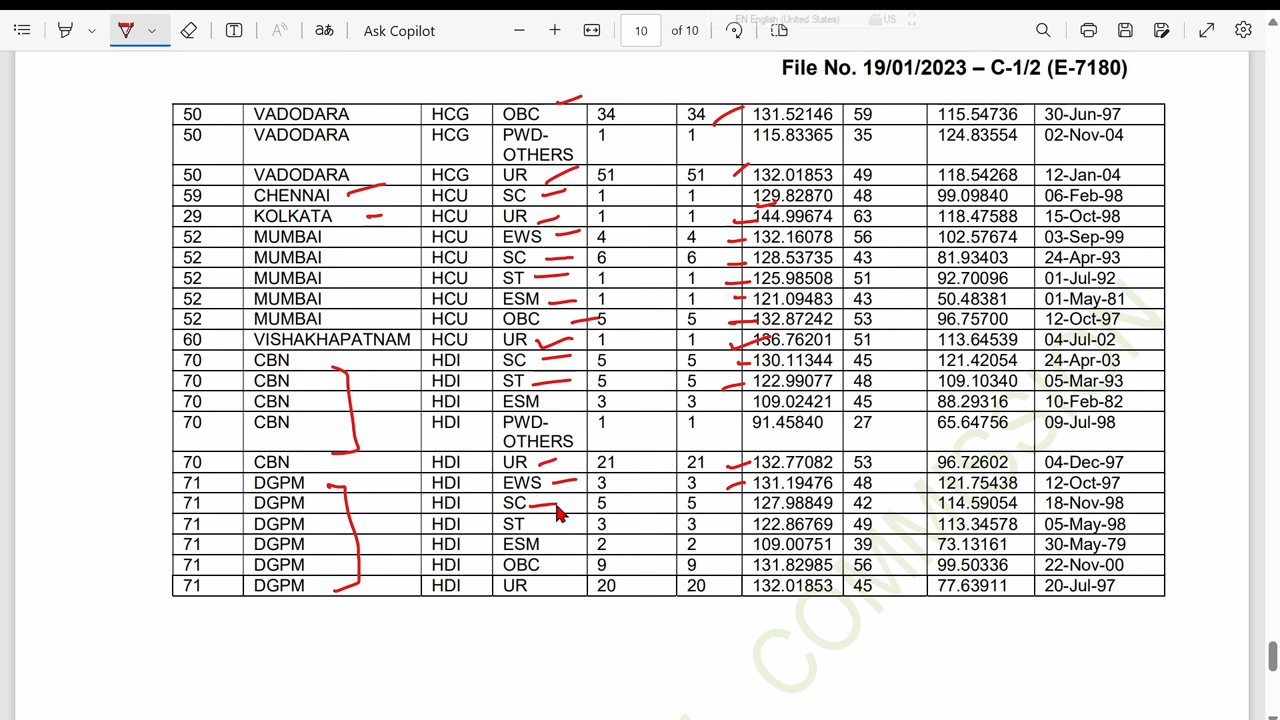 EN English (United States) US
Ask Copilot 10 of 10
File No. 19/01/2023 – C-1/2 (E-7180)
50 VADODARA HCG OBC 34 34 131.52146 59 115.54736 30-Jun-97
50 VADODARA HCG PWD- 1 1 115.83365 35 124.83554 02-Nov-04
OTHERS
50 VADODARA HCG UR 51 51 132.01853 49 118.54268 12-Jan-04
59 CHENNAI HCU SC 1 1 129.82870 48 99.09840 06-Feb-98
29 KOLKATA HCU UR 1 1 144.99674 63 118.47588 15-Oct-98
52 MUMBAI HCU EWS 4 4 132.16078 56 102.57674 03-Sep-99
52 MUMBAI HCU SC 6 6 128.53735 43 81.93403 24-Apr-93
52 MUMBAI HCU ST 1 1 125.98508 51 92.70096 01-Jul-92
52 MUMBAI HCU ESM 1 1 121.09483 43 50.48381 01-May-81
52 MUMBAI HCU OBC 5 5 132.87242 53 96.75700 12-Oct-97
60 VISHAKHAPATNAM HCU UR 1 1 136.76201 51 113.64539 04-Jul-02
70 CBN HDI SC 5 5 130.11344 45 121.42054 24-Apr-03
70 CBN HDI ST 5 5 122.99077 48 109.10340 05-Mar-93
70 CBN HDI ESM 3 3 109.02421 45 88.29316 10-Feb-82
70 CBN HDI PWD- 1 1 91.45840 27 65.64756 09-Jul-98
OTHERS
70 CBN HDI UR 21 21 132.77082 53 96.72602 04-Dec-97
71 DGPM HDI EWS 3 3 131.19476 48 121.75438 12-Oct-97
71 DGPM HDI SC 5 5 127.98849 42 114.59054 18-Nov-98
71 DGPM HDI ST 3 3 122.86769 49 113.34578 05-May-98
71 DGPM HDI ESM 2 2 109.00751 39 73.13161 30-May-79
71 DGPM HDI OBC 9 9 131.82985 56 99.50336 22-Nov-00
71 DGPM HDI UR 20 20 132.01853 45 77.63911 20-Jul-97
COMMISSION